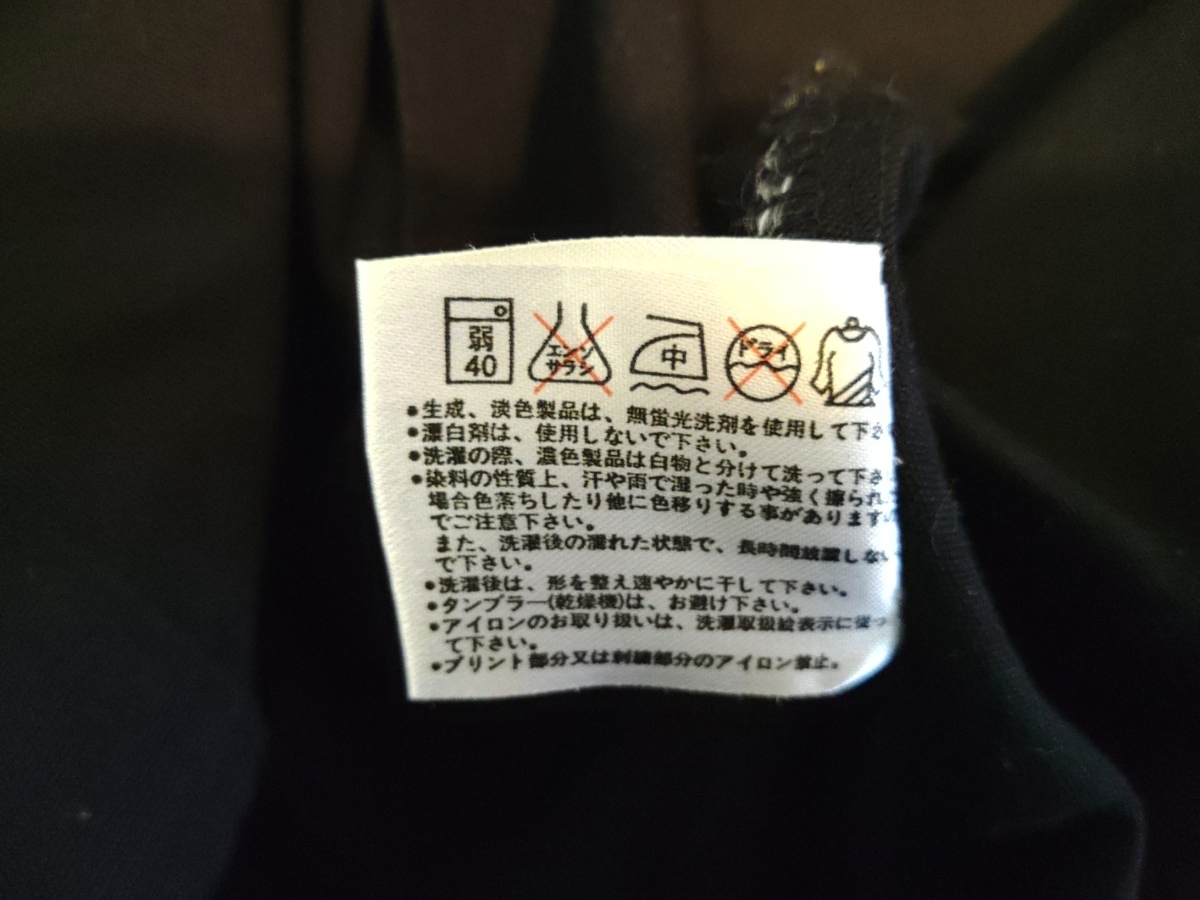 弱
40
エンソ
サラシ
中
ドライ
●生成、淡色製品は、無蛍光洗剤を使用して下さ
●漂白剤は、使用しないで下さい。
●洗濯の際、濃色製品は白物と分けて洗って下さ
●染料の性質上、汗や雨で湿った時や強く擦られ
場合色落ちしたり他に色移りする事がありますの
でご注意下さい。
また、洗濯後の濡れた状態で、長時間放置しない
で下さい。
●洗濯後は、形を整え速やかに干して下さい。
●タンブラー(乾燥機)は、お避け下さい。
●アイロンのお取り扱いは、洗濯取扱絵表示に従っ
て下さい。
●プリント部分又は刺繍部分のアイロン禁止。